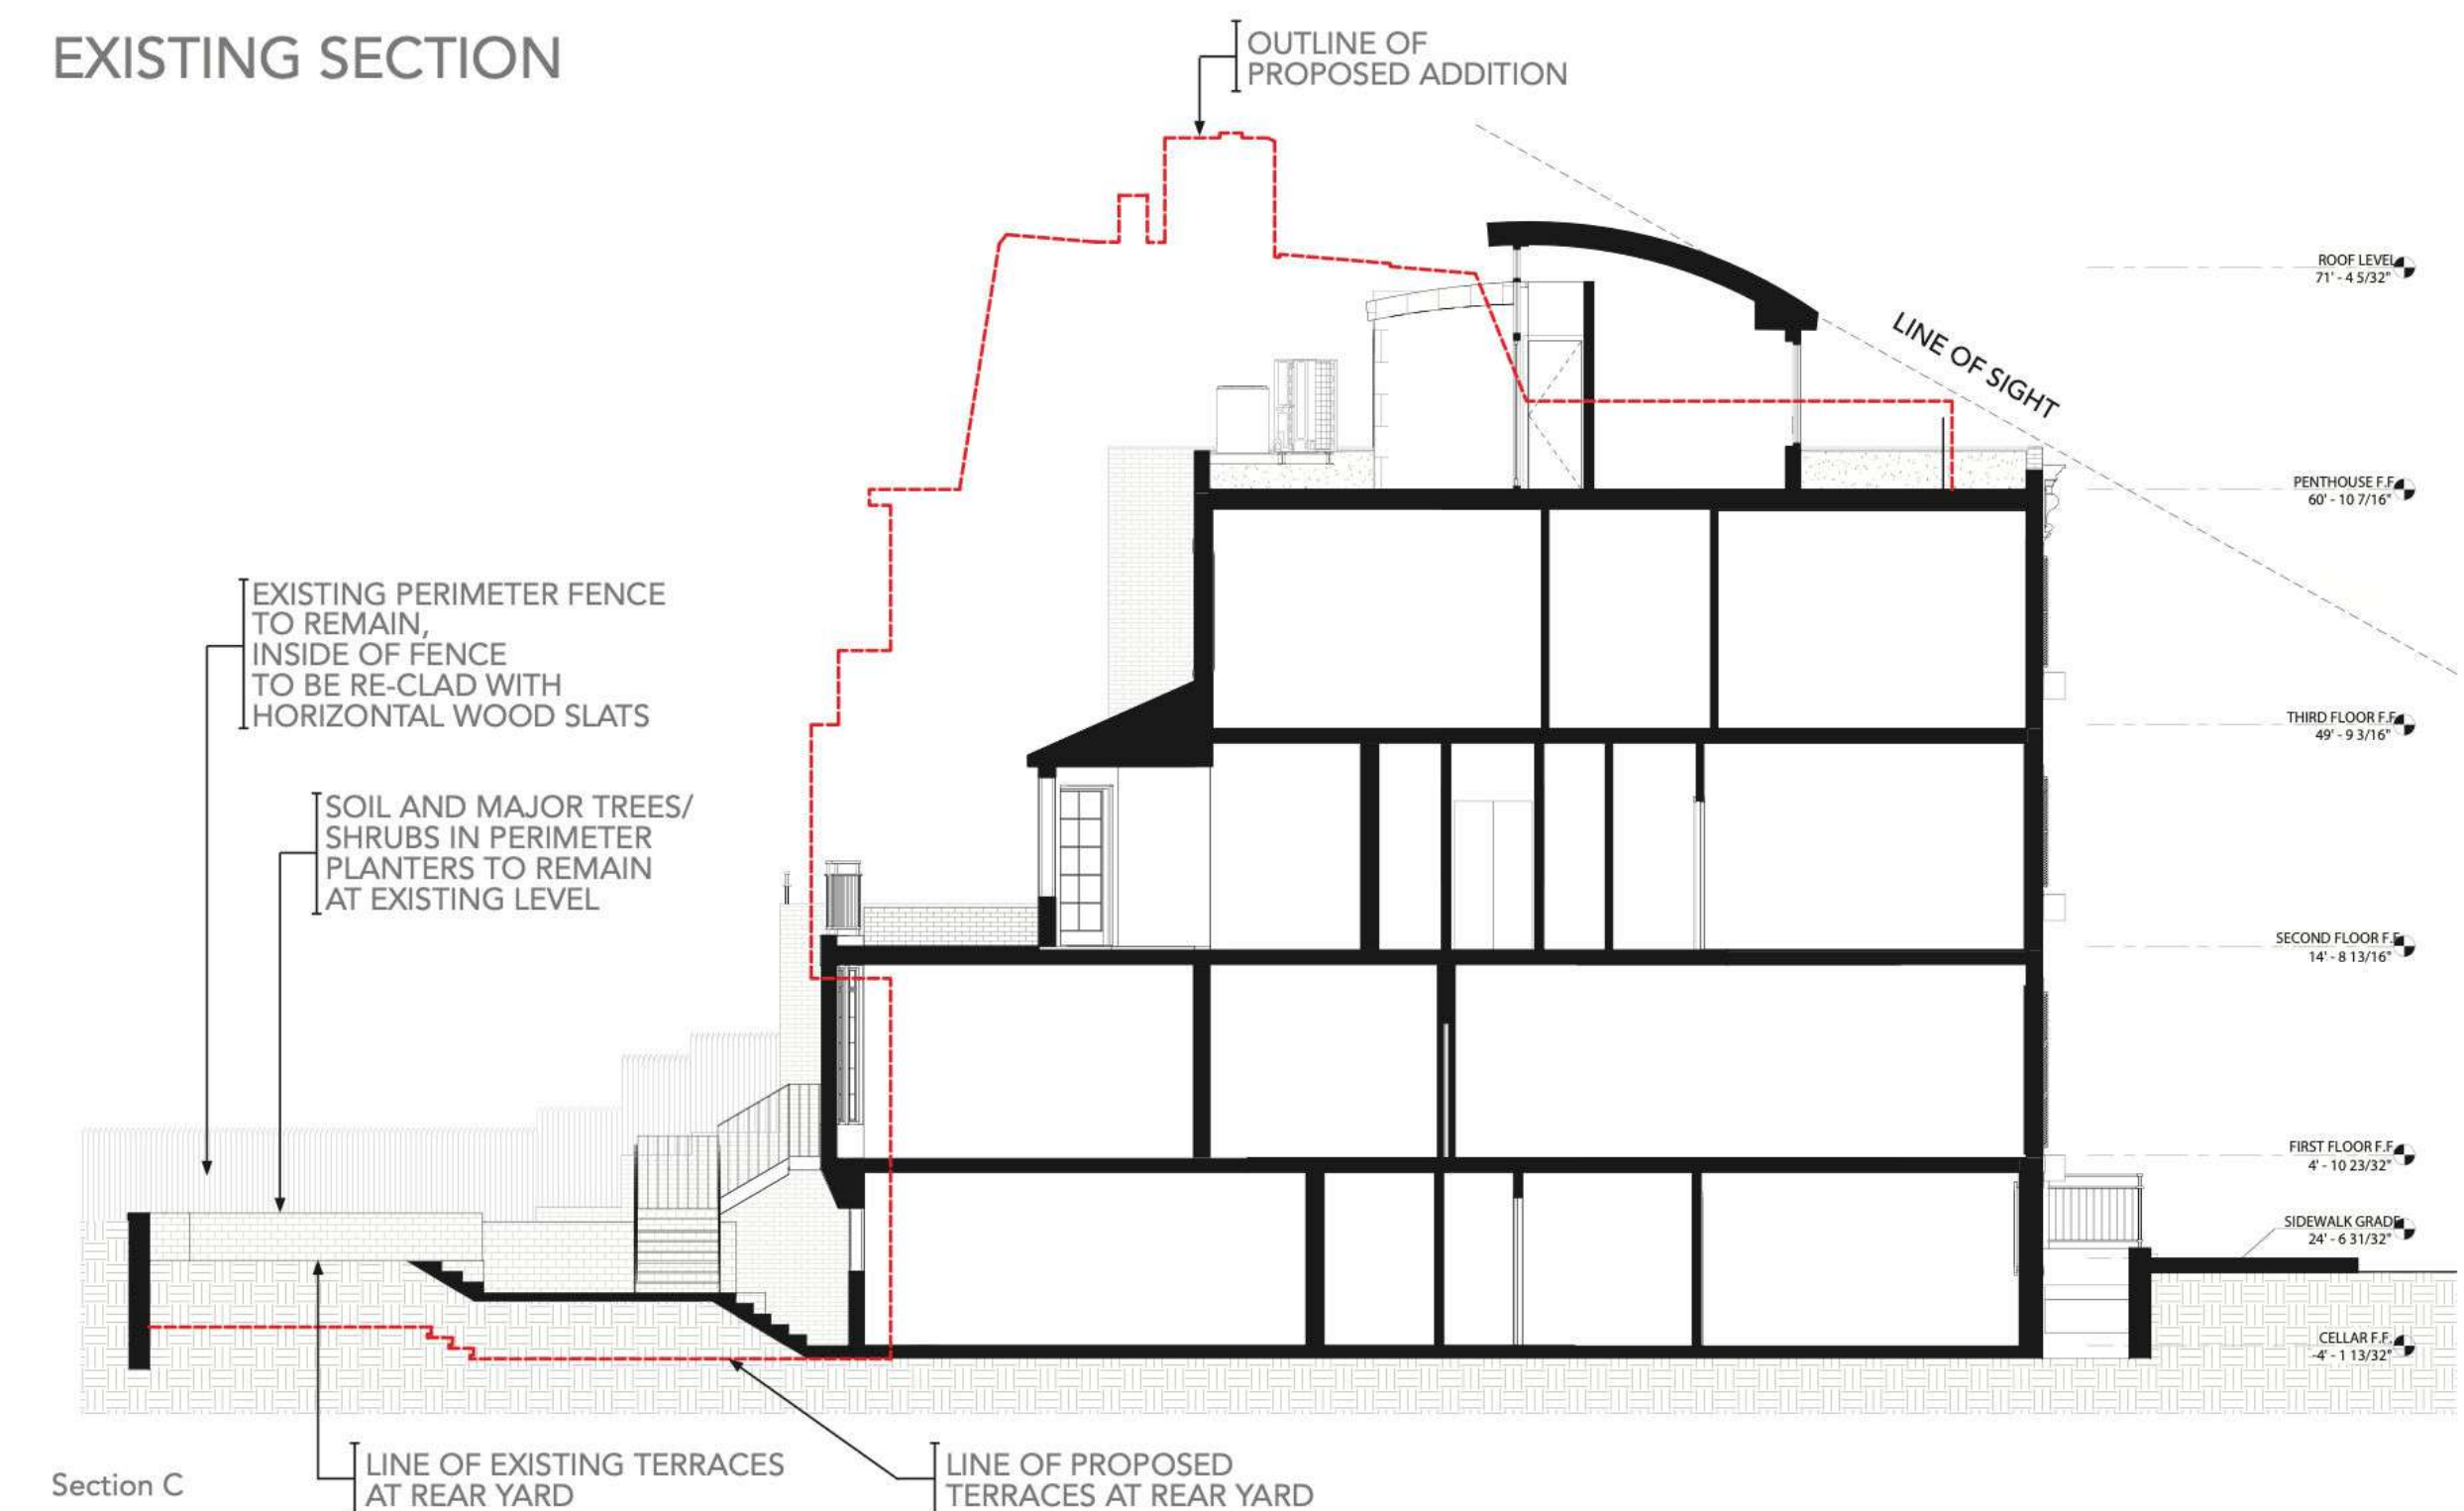 EXISTING SECTION
OUTLINE OF
PROPOSED ADDITION
LINE OF SIGHT
ROOF LEVEL
71' - 4 5/32"
PENTHOUSE F.F.
60' - 10 7/16"
EXISTING PERIMETER FENCE
TO REMAIN,
INSIDE OF FENCE
TO BE RE-CLAD WITH
HORIZONTAL WOOD SLATS
THIRD FLOOR F.F.
49' - 9 3/16"
SOIL AND MAJOR TREES/
SHRUBS IN PERIMETER
PLANTERS TO REMAIN
AT EXISTING LEVEL
SECOND FLOOR F.F.
14' - 8 13/16"
FIRST FLOOR F.F.
4' - 10 23/32"
SIDEWALK GRADE
24' - 6 31/32"
CELLAR F.F.
-4' - 1 13/32"
Section C
LINE OF EXISTING TERRACES
AT REAR YARD
LINE OF PROPOSED
TERRACES AT REAR YARD